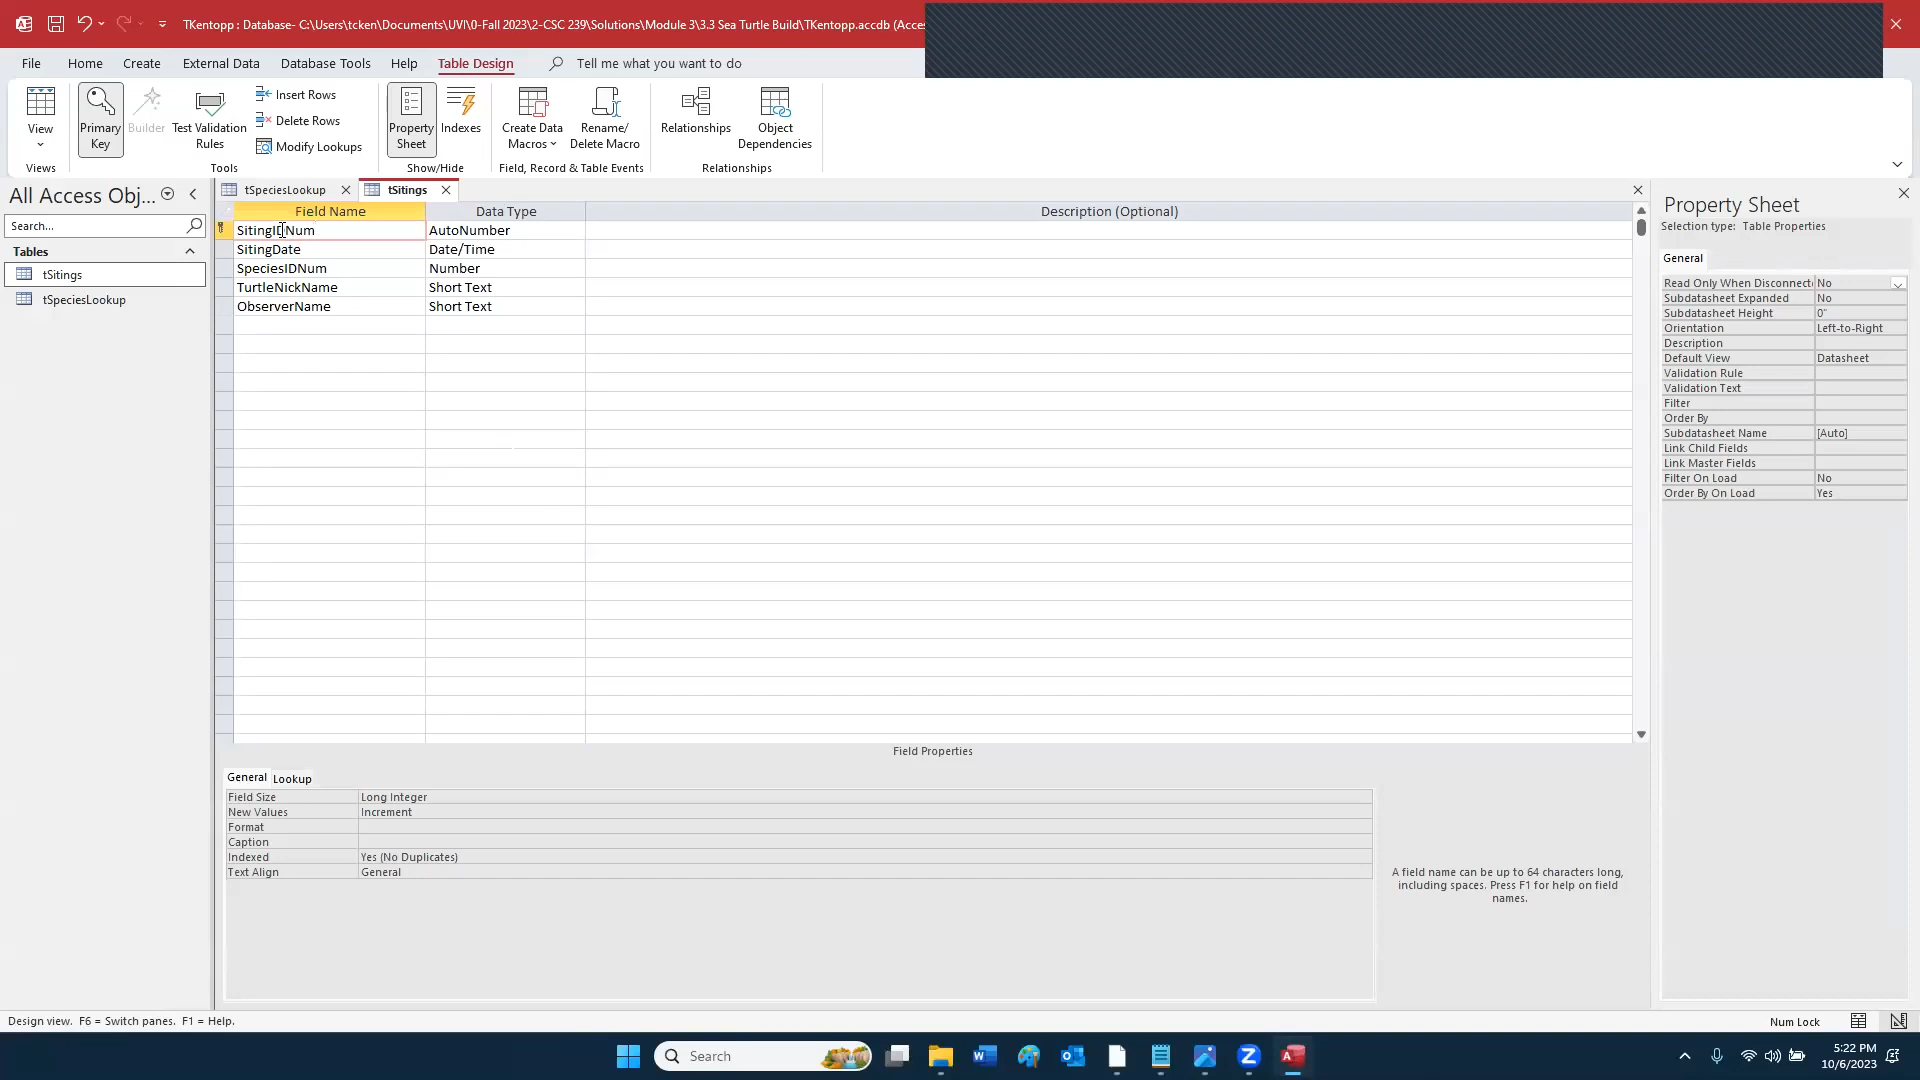 TKentopp : Database- C:\Users\tcken\Documents\UVI\0-Fall 2023\2-CSC 239\Solutions\Module 3\3.3 Sea Turtle Build\TKentopp.accdb (Acces
File Home Create External Data Database Tools Help Table Design Tell me what you want to do
View
Primary Key
Builder
Test Validation Rules
Insert Rows
Delete Rows
Modify Lookups
Property Sheet
Indexes
Create Data Macros
Rename/ Delete Macro
Relationships
Object Dependencies
Views Tools Show/Hide Field, Record & Table Events Relationships
All Access Obj...
Search...
Tables
tSitings
tSpeciesLookup
tSpeciesLookup tSitings
Field Name Data Type Description (Optional)
SitingIDNum AutoNumber
SitingDate Date/Time
SpeciesIDNum Number
TurtleNickName Short Text
ObserverName Short Text
Field Properties
General Lookup
Field Size Long Integer
New Values Increment
Format
Caption
Indexed Yes (No Duplicates)
Text Align General
A field name can be up to 64 characters long,
including spaces. Press F1 for help on field
names.
Property Sheet
Selection type: Table Properties
General
Read Only When Disconnect No
Subdatasheet Expanded No
Subdatasheet Height 0"
Orientation Left-to-Right
Description
Default View Datasheet
Validation Rule
Validation Text
Filter
Order By
Subdatasheet Name [Auto]
Link Child Fields
Link Master Fields
Filter On Load No
Order By On Load Yes
Design view. F6 = Switch panes. F1 = Help.
Num Lock
Search
5:22 PM
10/6/2023